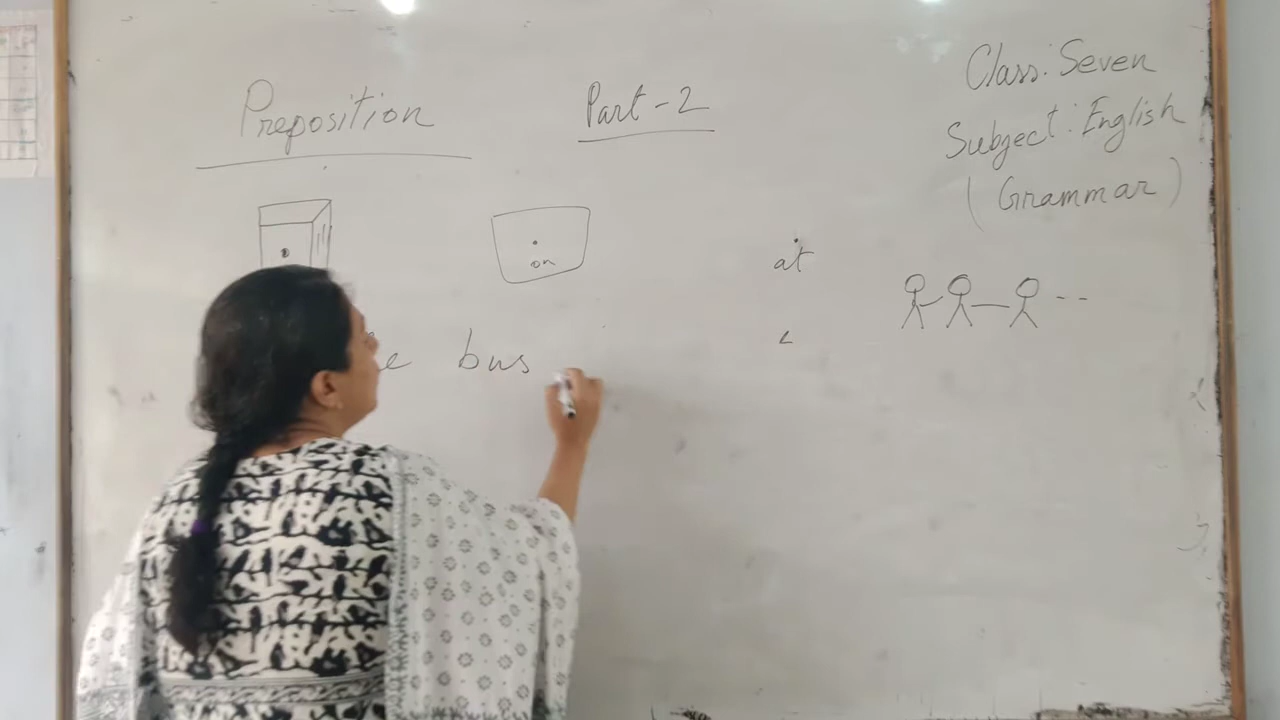 Preposition
Part-2
Class: Seven
Subject: English
(Grammar)
on
at
bus